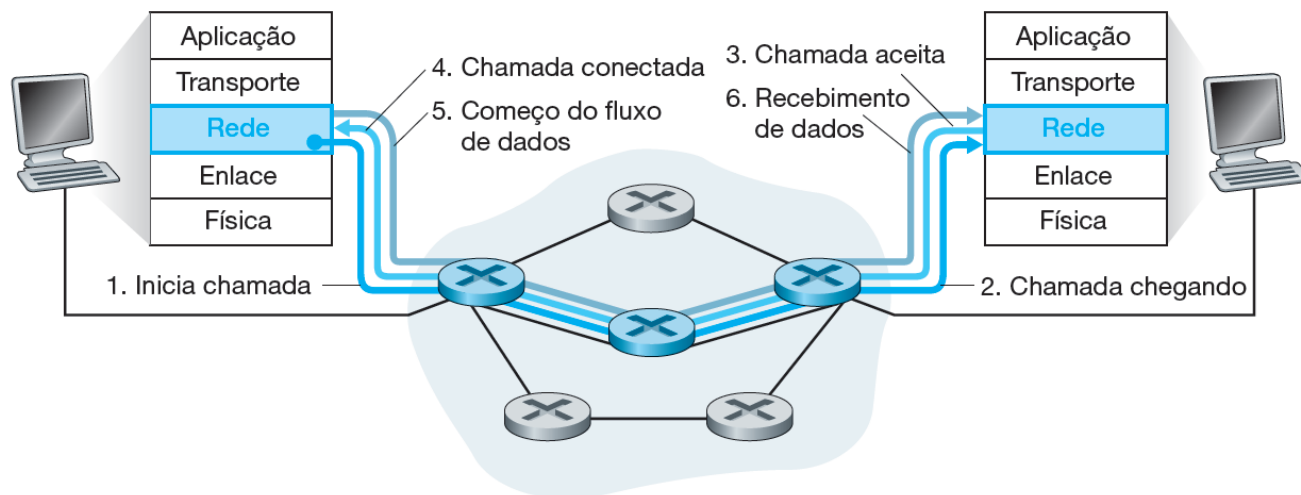 Aplicação
Transporte
Rede
Enlace
Física
4. Chamada conectada
5. Começo do fluxo
de dados
1. Inicia chamada
3. Chamada aceita
6. Recebimento
de dados
2. Chamada chegando
Aplicação
Transporte
Rede
Enlace
Física